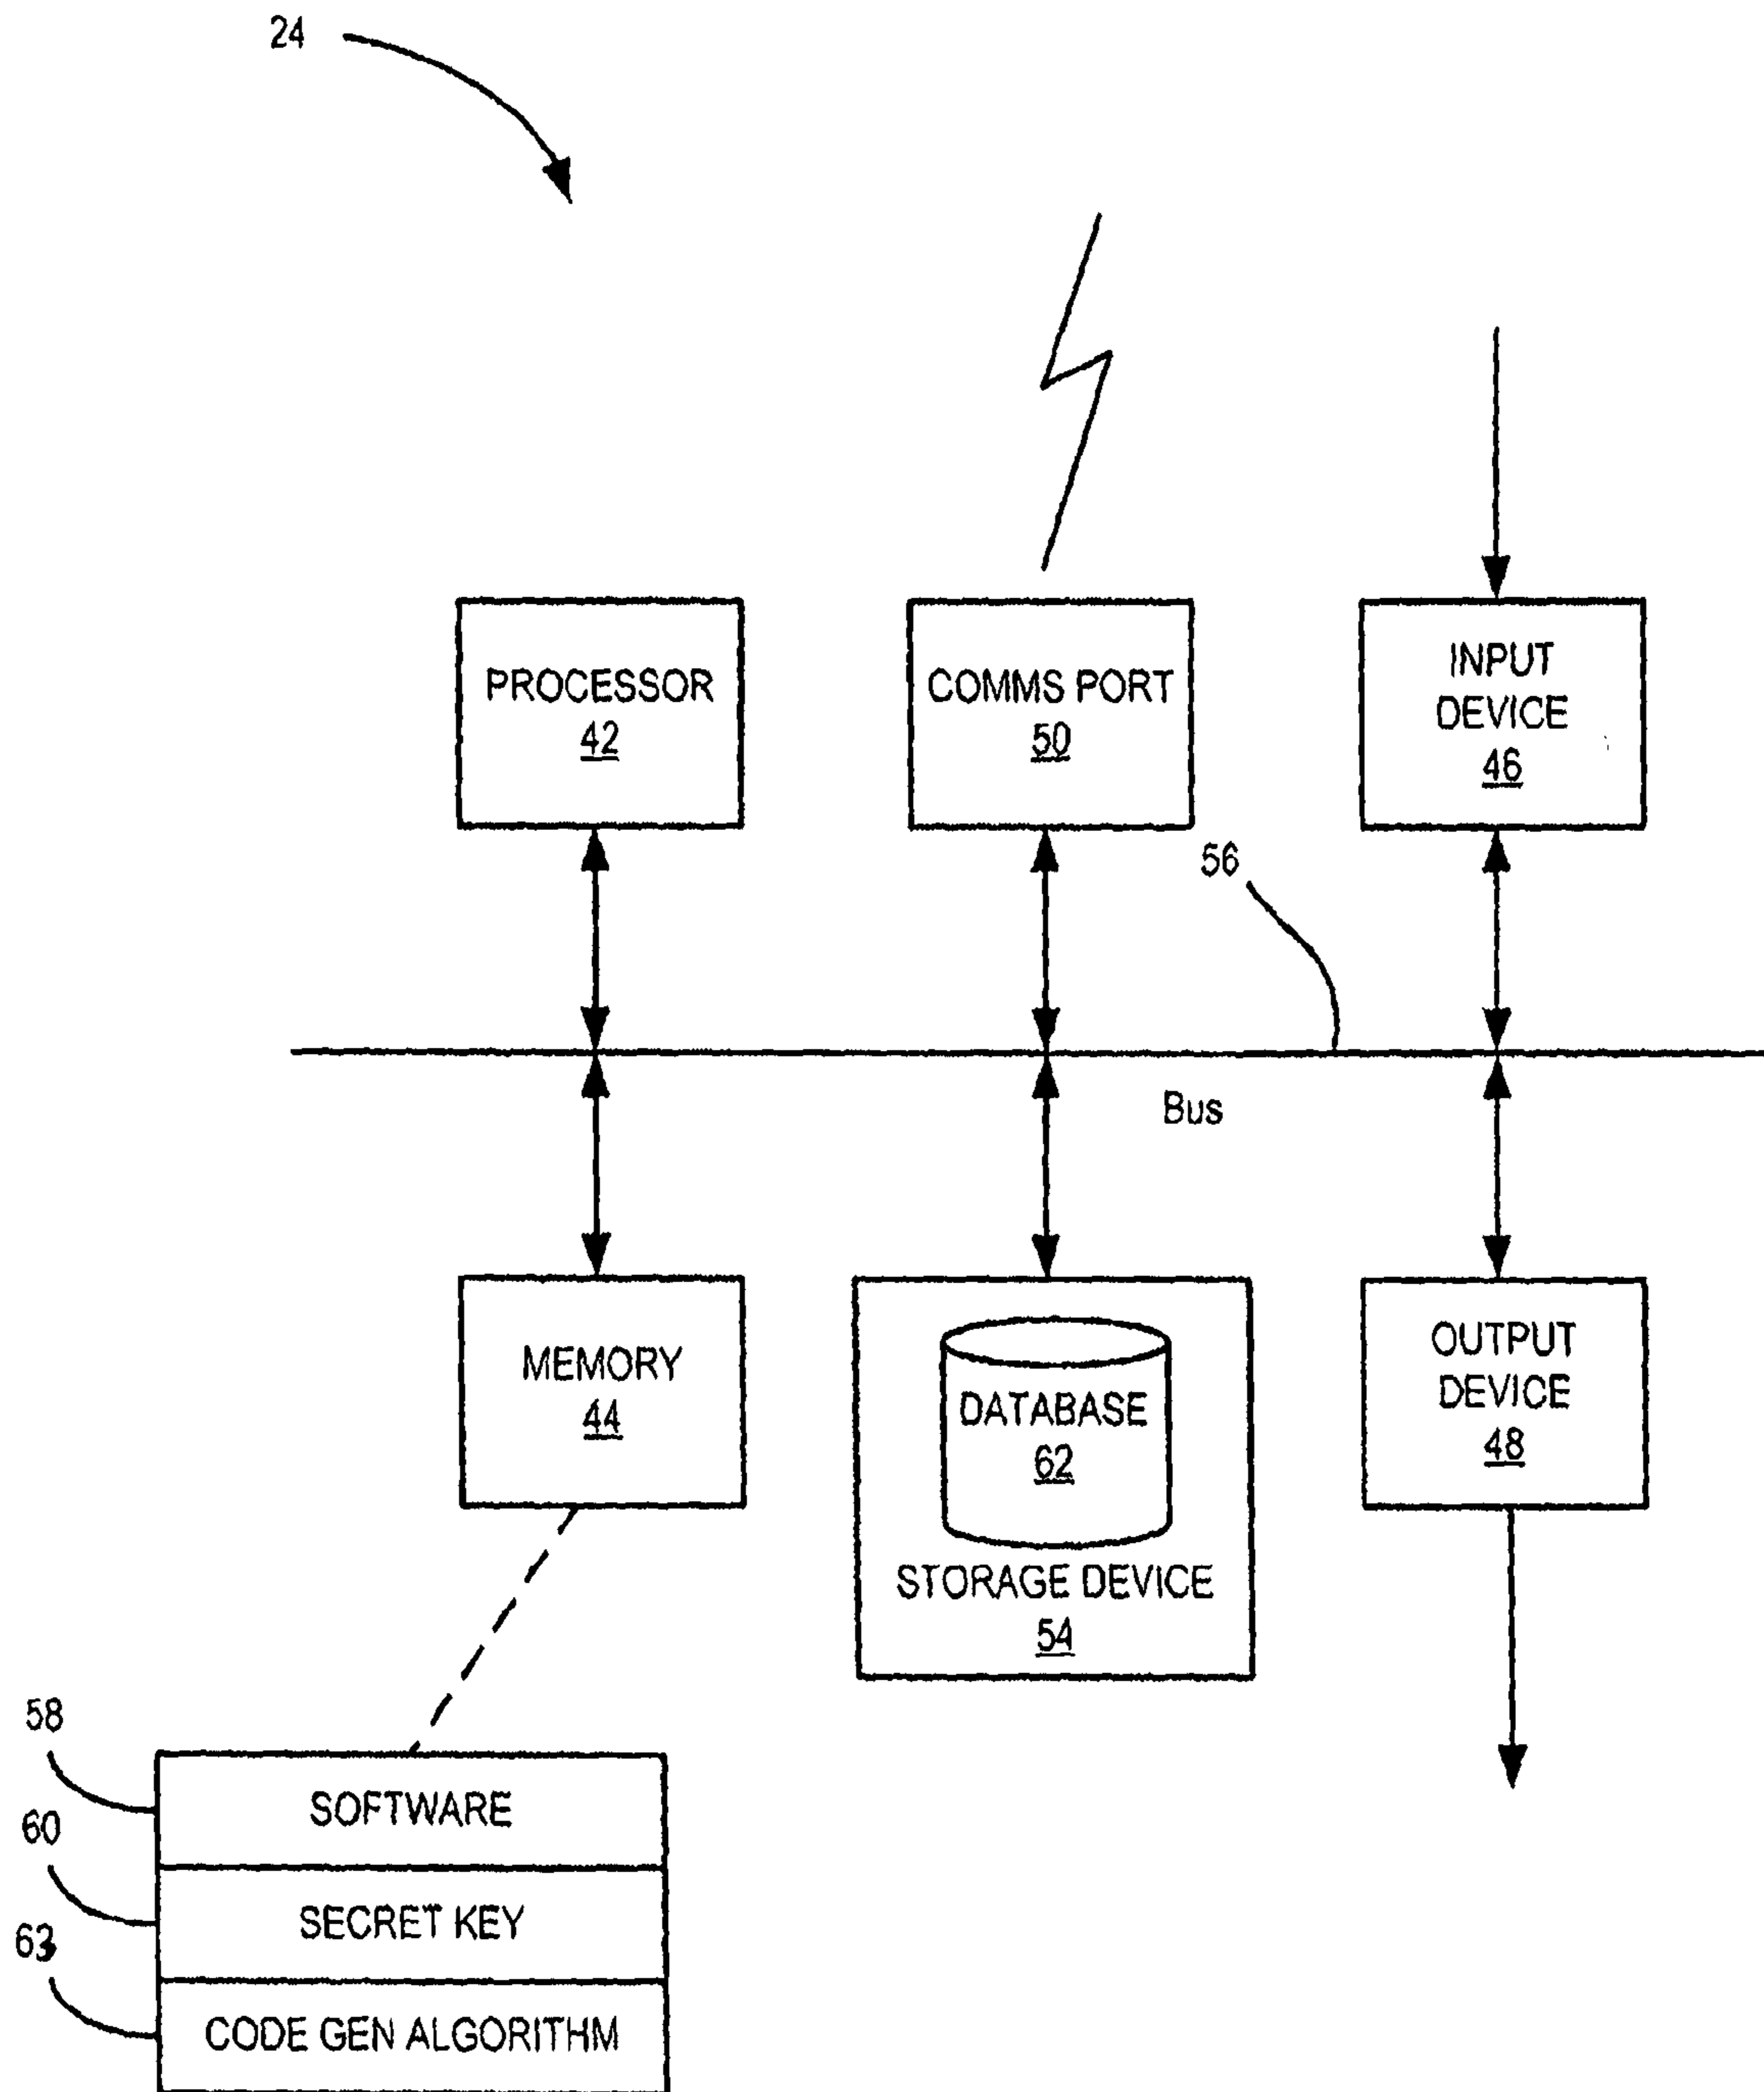 24
PROCESSOR
42
COMMS PORT
50
INPUT
DEVICE
46
56
Bus
MEMORY
44
DATABASE
62
STORAGE DEVICE
54
OUTPUT
DEVICE
48
58
SOFTWARE
60
SECRET KEY
63
CODE GEN ALGORITHM